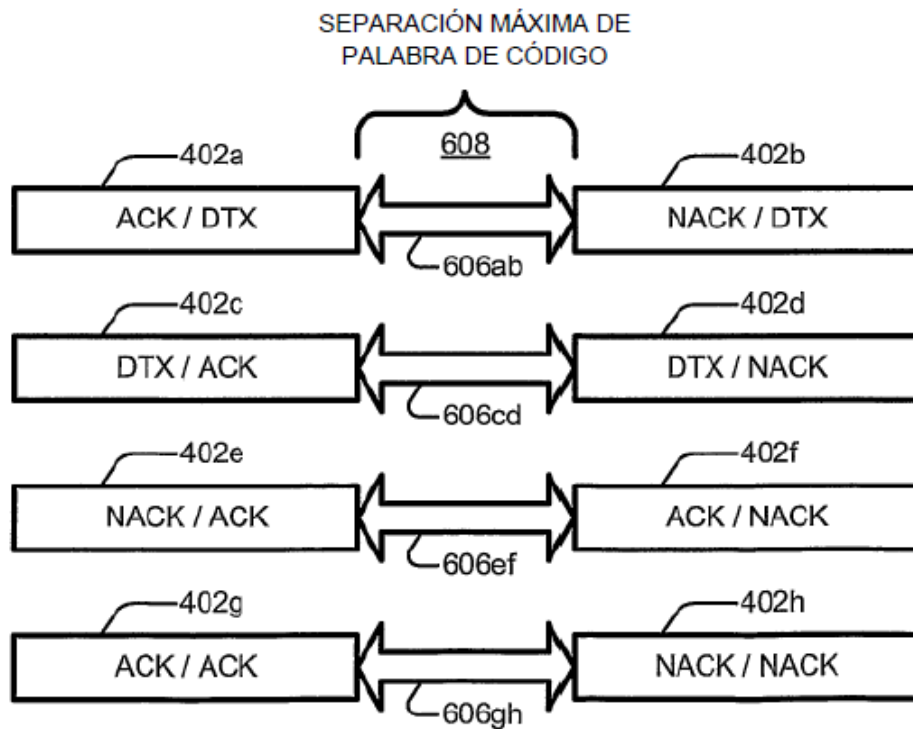 SEPARACIÓN MÁXIMA DE
PALABRA DE CÓDIGO
608
402a
402b
ACK / DTX
NACK / DTX
606ab
402c
402d
DTX / ACK
DTX / NACK
606cd
402e
402f
NACK / ACK
ACK / NACK
606ef
402g
402h
ACK / ACK
NACK / NACK
606gh